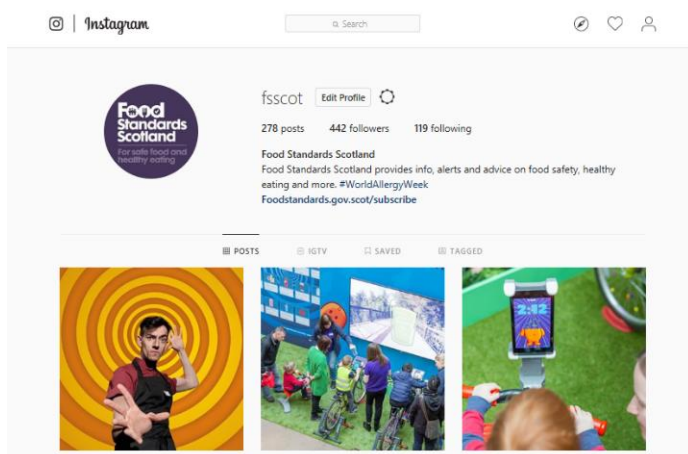 Instagram
Search
Food
Standards
Scotland
For safe food and
healthy eating
fsscot Edit Profile
278 posts 442 followers 119 following
Food Standards Scotland
Food Standards Scotland provides info, alerts and advice on food safety, healthy
eating and more. #WorldAllergyWeek
Foodstandards.gov.scot/subscribe
POSTS IGTV SAVED TAGGED
2:12